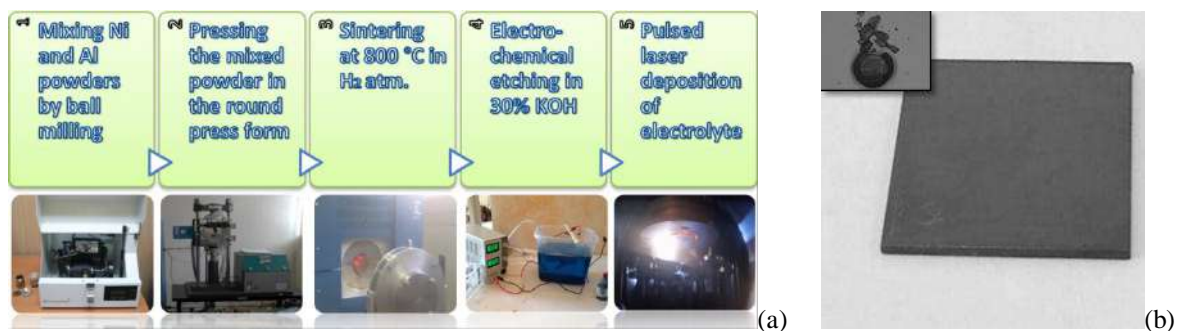 1 Mixing Ni
and Al
powders
by ball
milling
2 Pressing
the mixed
powder in
the round
press form
3 Sintering
at 800 °C in
H₂ atm.
4 Electro-
chemical
etching in
30% KOH
5 Pulsed
laser
deposition
of
electrolyte
(a)
(b)